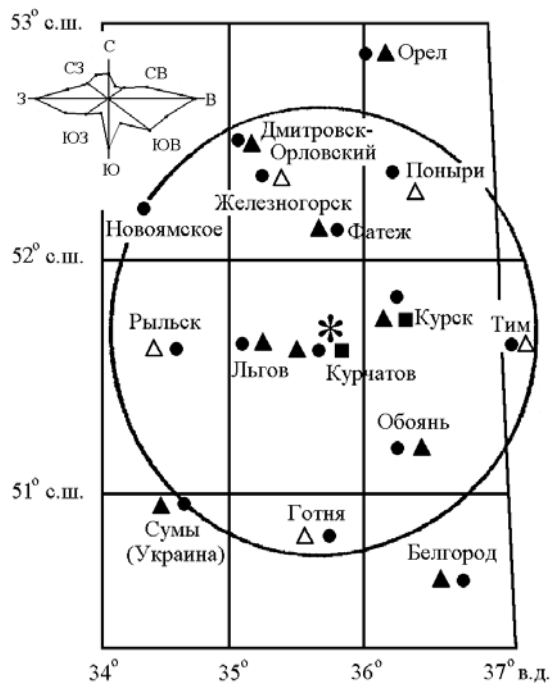 53° с.ш.
Орел
С
СЗ
СВ
З
В
ЮЗ
ЮВ
Ю
Дмитровск-
Орловский
Поныри
Железногорск
Новоямское
Фатеж
52° с.ш.
Рыльск
Курск
Тим
Льгов
Курчатов
Обоянь
51° с.ш.
Готня
Сумы
(Украина)
Белгород
34°
35°
36°
37° в.д.